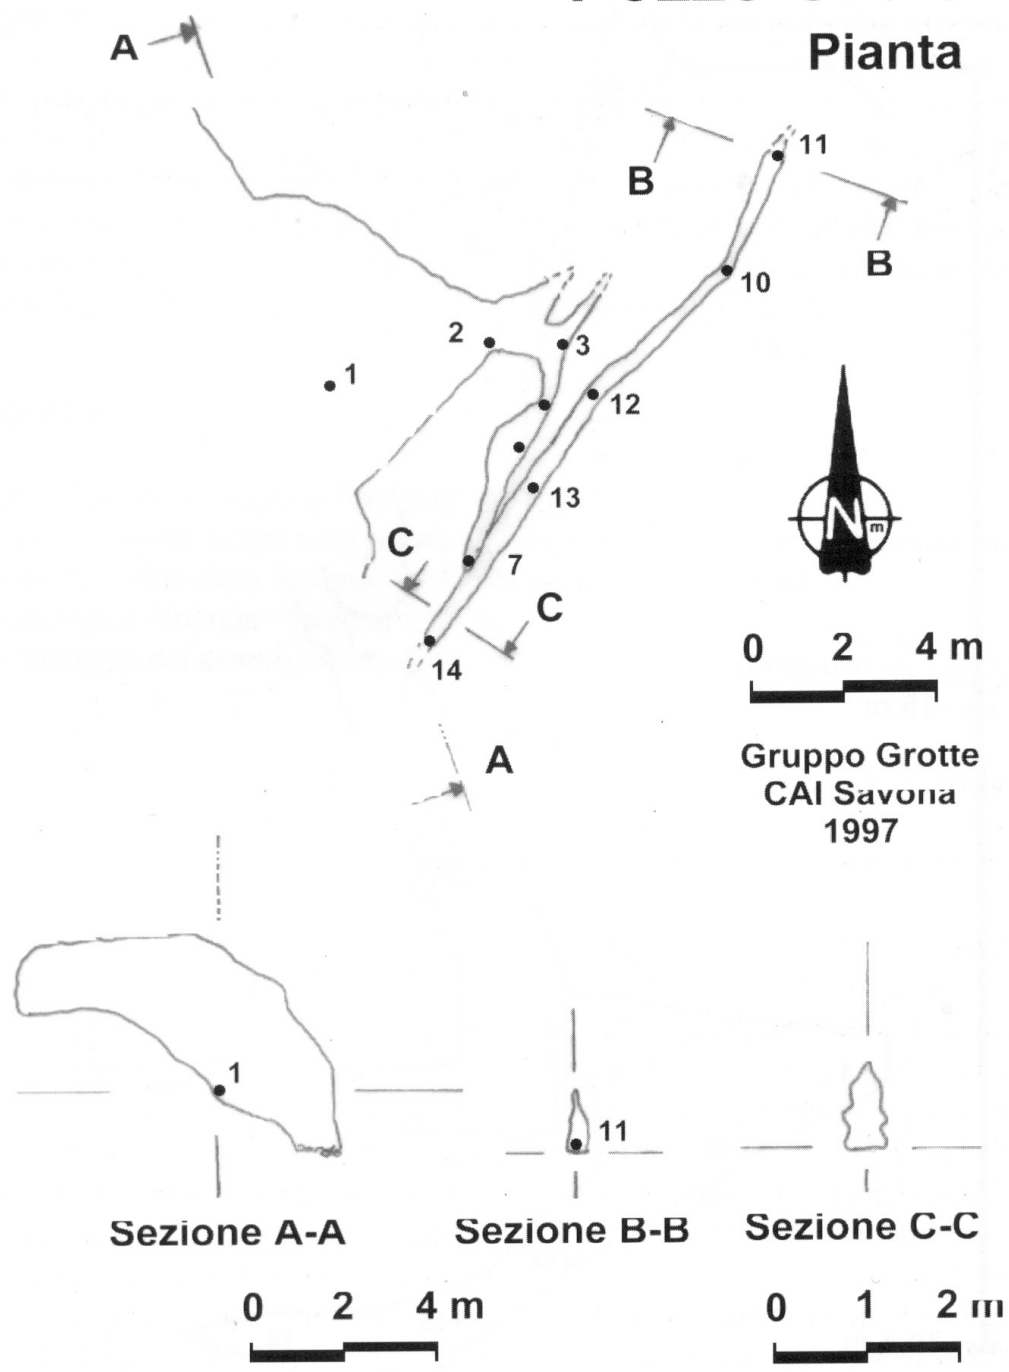 Pianta
A
B
11
B
10
2
3
1
12
13
C
7
C
14
N
m
0 2 4 m
A
Gruppo Grotte
CAI Savona
1997
1
11
Sezione A-A
Sezione B-B
Sezione C-C
0 2 4 m
0 1 2 m